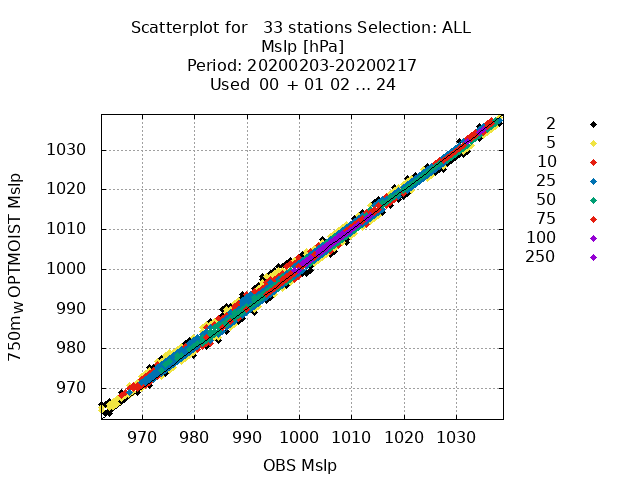 Scatterplot for   33 stations Selection: ALL
Mslp [hPa]
Period: 20200203-20200217
Used  00 + 01 02 ... 24
2
5
10
25
50
75
100
250
1030
1020
1010
1000
990
980
970
750mW OPTMOIST Mslp
970 980 990 1000 1010 1020 1030
OBS Mslp